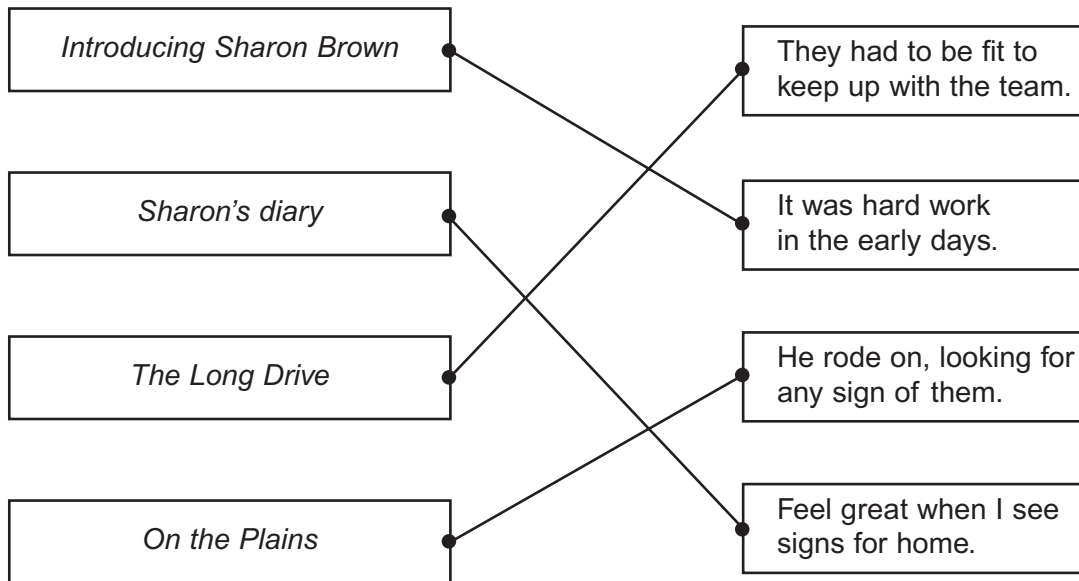 Introducing Sharon Brown
Sharon's diary
The Long Drive
On the Plains
They had to be fit to
keep up with the team.
It was hard work
in the early days.
He rode on, looking for
any sign of them.
Feel great when I see
signs for home.